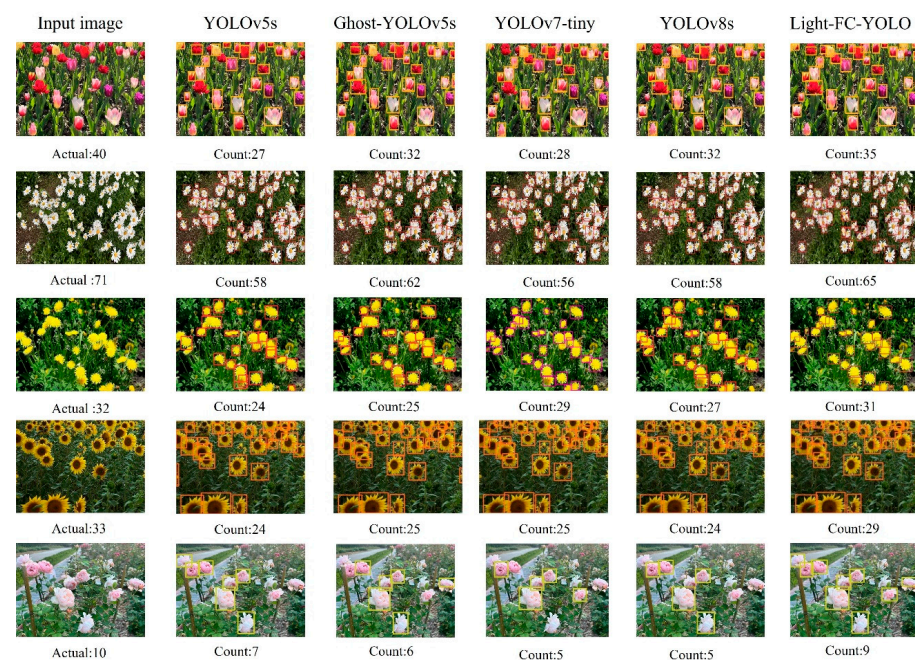 Input image YOLOv5s Ghost-YOLOv5s YOLOv7-tiny YOLOv8s Light-FC-YOLO
Actual:40 Count:27 Count:32 Count:28 Count:32 Count:35
Actual :71 Count:58 Count:62 Count:56 Count:58 Count:65
Actual :32 Count:24 Count:25 Count:29 Count:27 Count:31
Actual:33 Count:24 Count:25 Count:25 Count:24 Count:29
Actual:10 Count:7 Count:6 Count:5 Count:5 Count:9